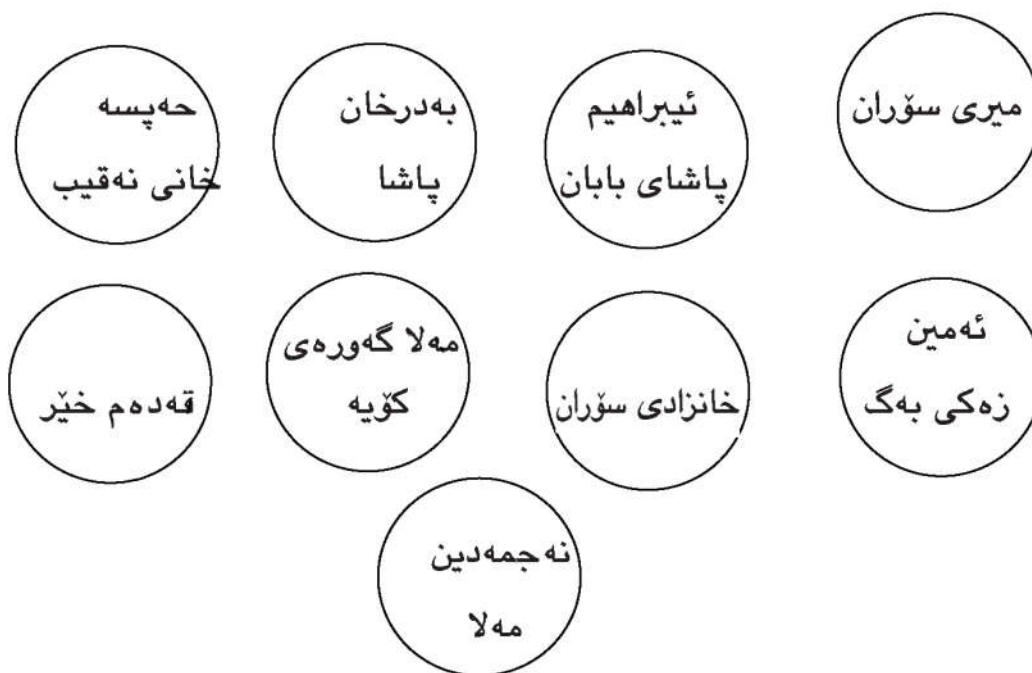 میری سۆران
ئیبراهیم
پاشای بابان
بەدرخان
پاشا
حەپسە
خانی نەقیب
ئەمین
زەکی بەگ
خانزادی سۆران
مەلا گەورەی
کۆیە
قەدەم خێر
نەجمەدین
مەلا